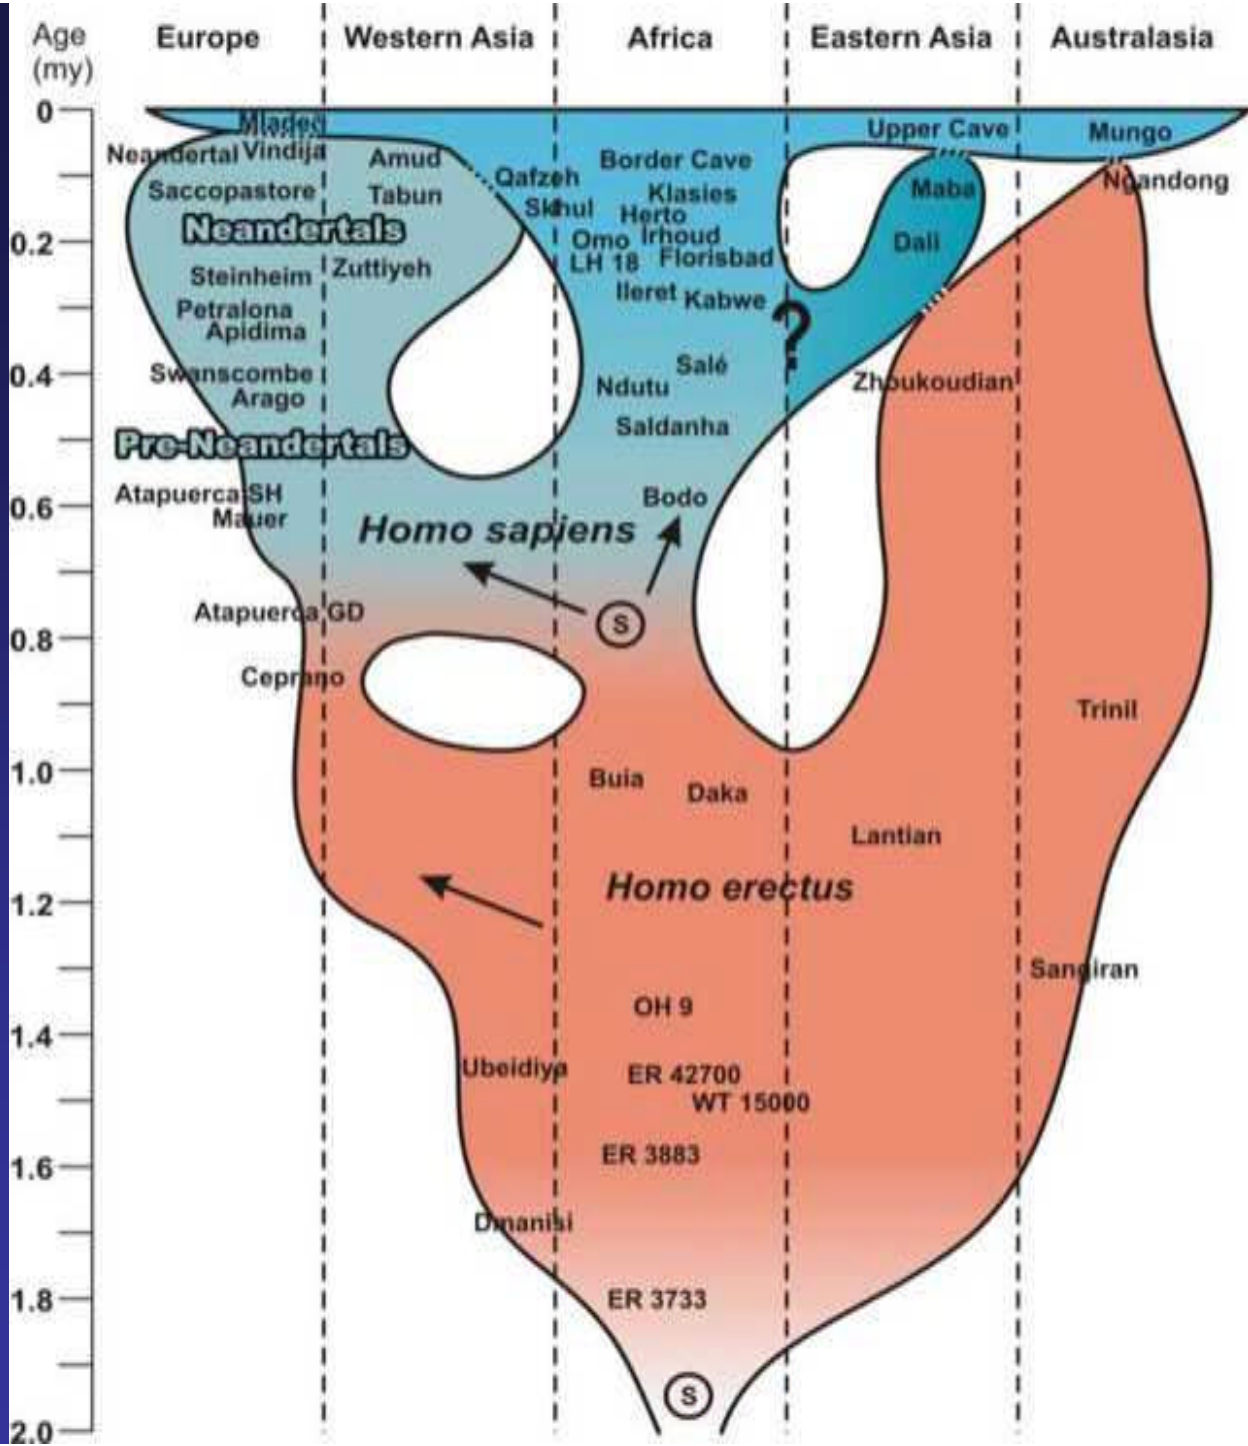 Age
(my)
Europe
Western Asia
Africa
Eastern Asia
Australasia
0
Mladeč
Upper Cave
Mungo
Neandertal
Vindija
Amud
Border Cave
Qafzeh
Ngandong
Saccopastore
Tabun
Klasies
Maba
Skhul
Herto
Neandertals
0.2
Omo
Irhoud
Dali
LH 18
Florisbad
Steinheim
Zuttiyeh
Ileret
Kabwe
Petralona
Apidima
?
0.4
Swanscombe
Salé
Zhoukoudian
Arago
Ndutu
Saldanha
Pre-Neandertals
Atapuerca SH
Bodo
0.6
Mauer
Homo sapiens
Atapuerca GD
S
0.8
Ceprano
Trinil
1.0
Buia
Daka
Lantian
1.2
Homo erectus
Sangiran
OH 9
1.4
Ubeidiya
ER 42700
WT 15000
1.6
ER 3883
Dmanisi
1.8
ER 3733
S
2.0